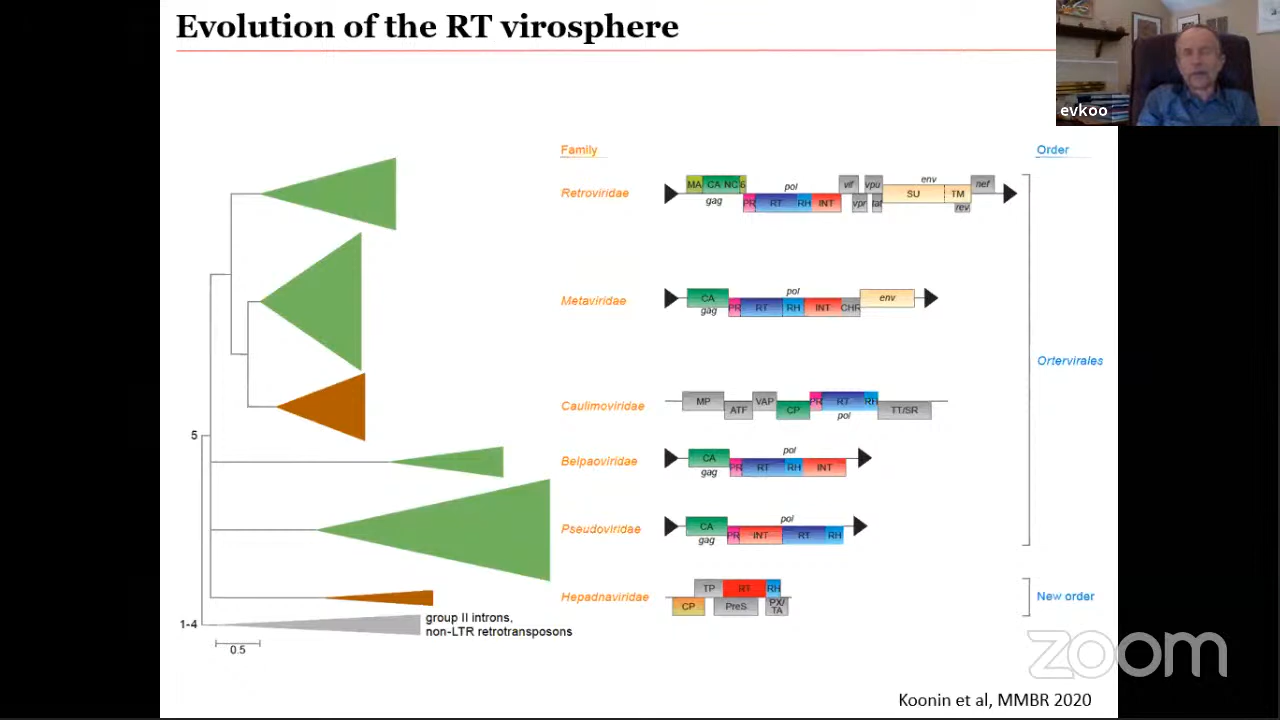 Evolution of the RT virosphere
evkoo
Family
Order
Retroviridae
MA CA NC 6
gag
pol
PR RT RH INT
vif vpu
vpr tat
env
SU TM
nef
rev
Metaviridae
CA
gag
pol
PR RT RH INT CHR
env
Ortervirales
Caulimoviridae
MP ATF VAP CP PR RT RH TT/SR
pol
5
Belpaoviridae
CA
gag
pol
PR RT RH INT
Pseudoviridae
CA
gag
pol
PR INT RT RH
Hepadnaviridae
TP RT RH
CP PreS PX/
TA
New order
1-4
group II introns,
non-LTR retrotransposons
0.5
zoom
Koonin et al, MMBR 2020